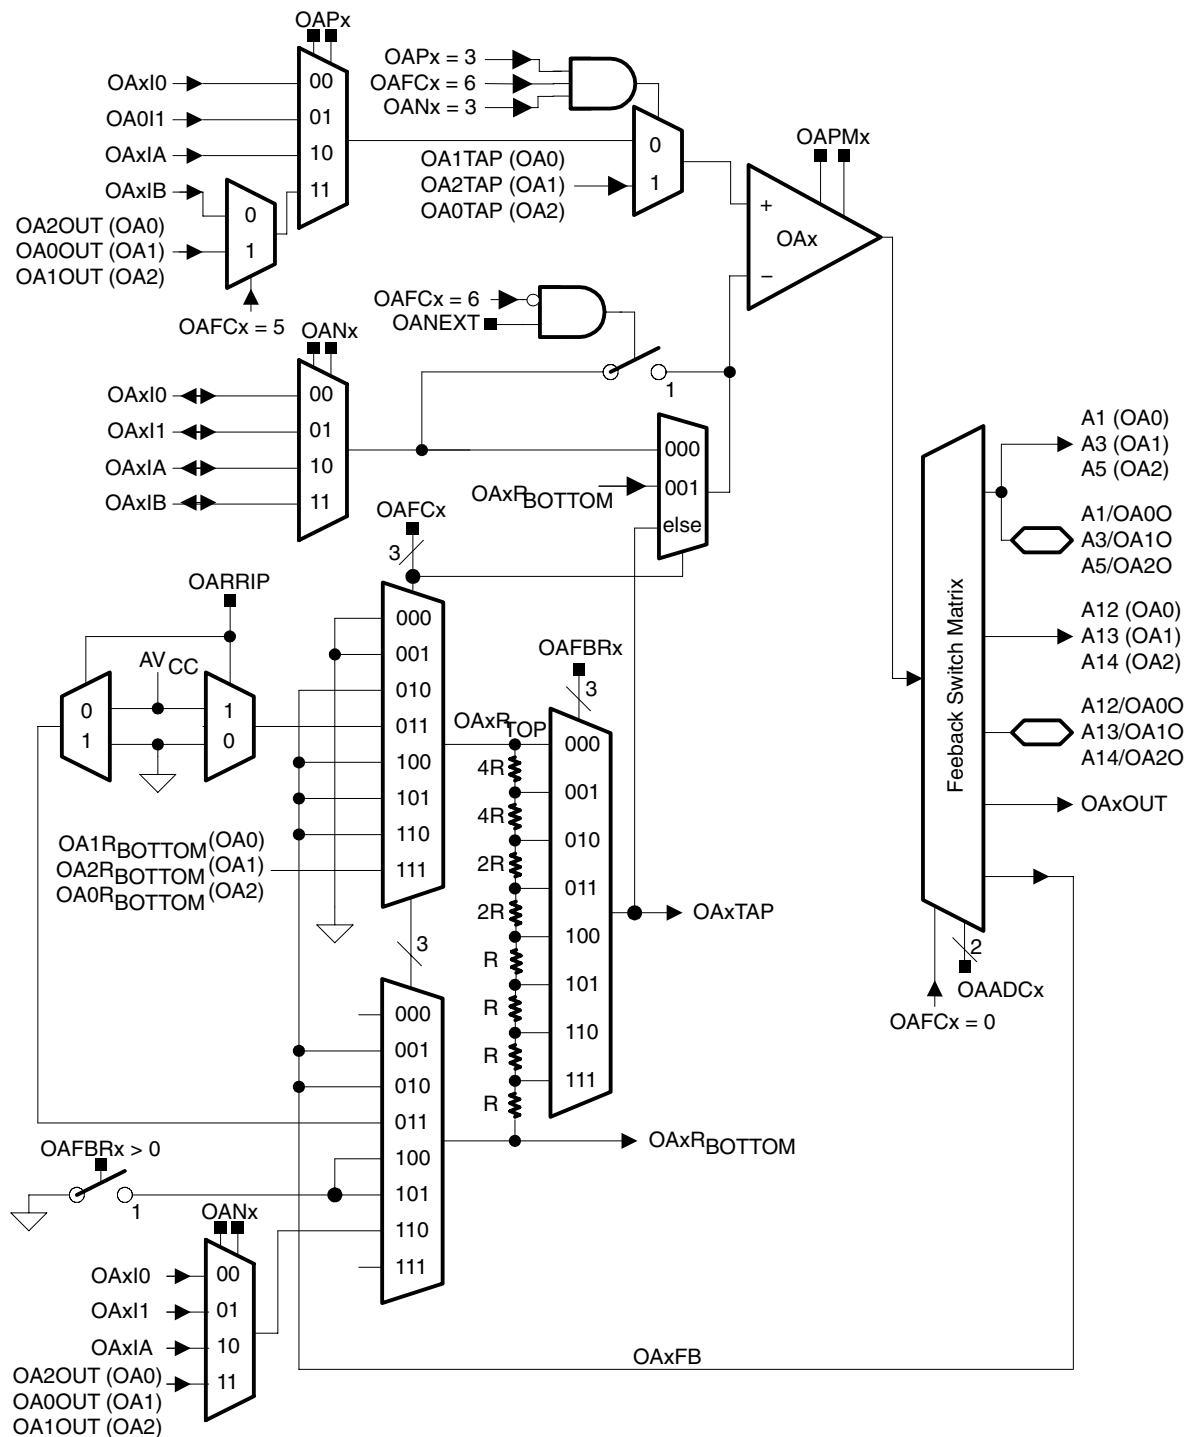 OAPx
OAxI0
00
OA0I1
01
OAxIA
10
OAxIB
11
0
1
OA2OUT (OA0)
OA0OUT (OA1)
OA1OUT (OA2)
OAFCx = 5
OAPx = 3
OAFCx = 6
OANx = 3
OA1TAP (OA0)
OA2TAP (OA1)
OA0TAP (OA2)
0
1
OAPMx
+
OAx
−
OAFCx = 6
OANEXT
1
OANx
OAxI0
00
OAxI1
01
OAxIA
10
OAxIB
11
000
OAxRBOTTOM
001
else
OAFCx
3
OARRIP
AVCC
0
1
1
0
000
001
010
011
100
101
110
111
OA1RBOTTOM (OA0)
OA2RBOTTOM (OA1)
OA0RBOTTOM (OA2)
3
OAxRTOP
OAFBRx
3
4R
4R
2R
2R
R
R
R
R
000
001
010
011
100
101
110
111
OAxTAP
000
001
010
011
100
101
110
111
OAxRBOTTOM
OAFBRx > 0
1
OANx
OAxI0
00
OAxI1
01
OAxIA
10
OA2OUT (OA0)
OA0OUT (OA1)
OA1OUT (OA2)
11
OAxFB
Feeback Switch Matrix
A1 (OA0)
A3 (OA1)
A5 (OA2)
A1/OA0O
A3/OA1O
A5/OA2O
A12 (OA0)
A13 (OA1)
A14 (OA2)
A12/OA0O
A13/OA1O
A14/OA2O
OAxOUT
2
OAADCx
OAFCx = 0